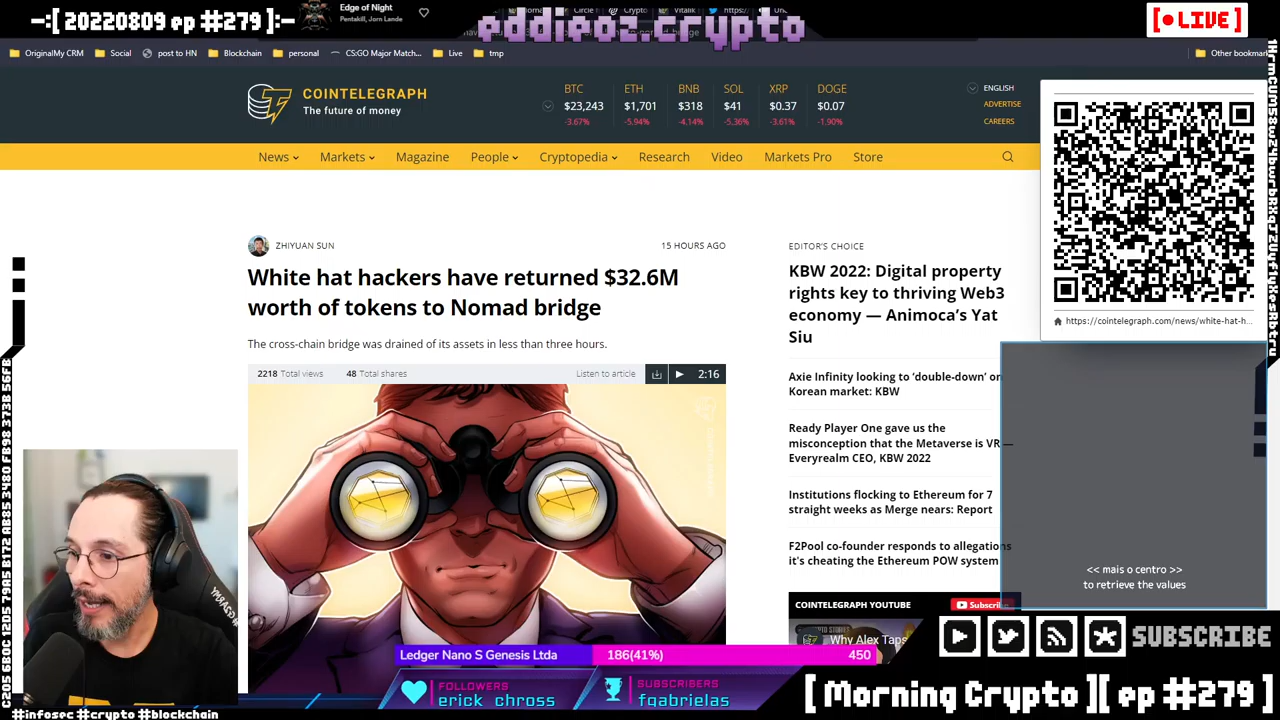 —:[ 20220809 ep #279 ]:—
Edge of Night
Pentakill, Jorn Lande
eddieoz.crypto
[ • LIVE ]
OriginalMy CRM
Social
post to HN
Blockchain
personal
CS:GO Major Match...
Live
tmp
Other bookmar
COINTELEGRAPH
The future of money
BTC ETH BNB SOL XRP DOGE
$23,243 $1,701 $318 $41 $0.37 $0.07
-3.67% -5.94% -4.14% -5.36% -3.61% -1.90%
ENGLISH
ADVERTISE
CAREERS
News Markets Magazine People Cryptopedia Research Video Markets Pro Store
ZHIYUAN SUN
15 HOURS AGO
White hat hackers have returned $32.6M
worth of tokens to Nomad bridge
The cross-chain bridge was drained of its assets in less than three hours.
2218 Total views 48 Total shares Listen to article 2:16
EDITOR'S CHOICE
KBW 2022: Digital property
rights key to thriving Web3
economy — Animoca's Yat
Siu
Axie Infinity looking to 'double-down' on
Korean market: KBW
Ready Player One gave us the
misconception that the Metaverse is VR —
Everyrealm CEO, KBW 2022
Institutions flocking to Ethereum for 7
straight weeks as Merge nears: Report
F2Pool co-founder responds to allegations
it's cheating the Ethereum POW system
COINTELEGRAPH YOUTUBE
Subscribe
Why Alex Taps
https://cointelegraph.com/news/white-hat-h...
<< mais o centro >>
to retrieve the values
SUBSCRIBE
Ledger Nano S Genesis Ltda 186(41%) 450
FOLLOWERS
erick_chross
SUBSCRIBERS
fgabrielas
[ Morning Crypto ][ ep #279 ]
#infosec #crypto #blockchain